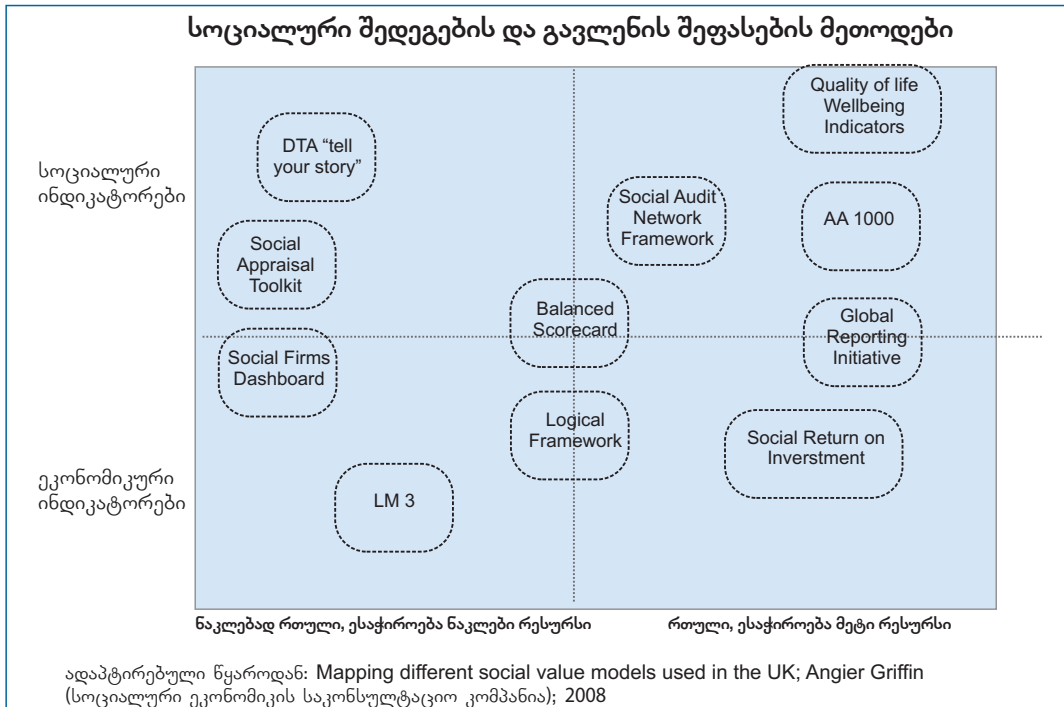 სოციალური შედეგების და გავლენის შეფასების მეთოდები
Quality of life
Wellbeing
Indicators
DTA “tell
your story”
სოციალური
ინდიკატორები
Social Audit
Network
Framework
AA 1000
Social
Appraisal
Toolkit
Balanced
Scorecard
Global
Reporting
Initiative
Social Firms
Dashboard
Logical
Framework
Social Return on
Inverstment
ეკონომიკური
ინდიკატორები
LM 3
ნაკლებად რთული, ესაჭიროება ნაკლები რესურსი
რთული, ესაჭიროება მეტი რესურსი
ადაპტირებული წყაროდან: Mapping different social value models used in the UK; Angier Griffin
(სოციალური ეკონომიკის საკონსულტაციო კომპანია); 2008